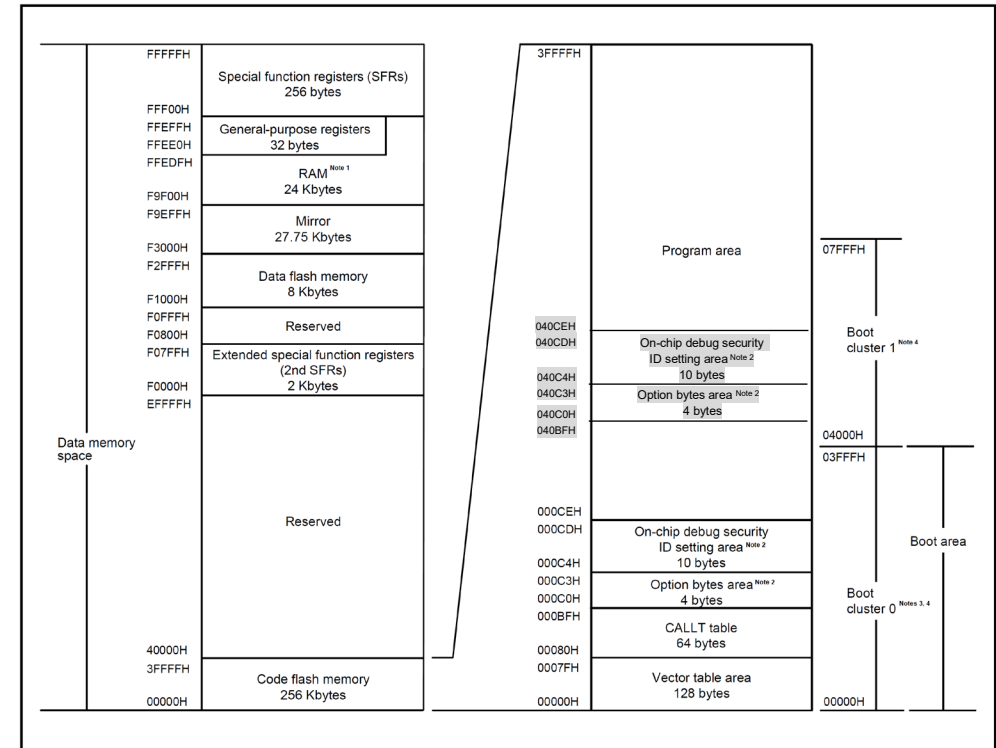 FFFFFH
Special function registers (SFRs)
256 bytes
FFF00H
FFEFFH
General-purpose registers
32 bytes
FFEE0H
FFEDFH
RAM Note 1
24 Kbytes
F9F00H
F9EFFH
Mirror
27.75 Kbytes
F3000H
F2FFFH
Data flash memory
8 Kbytes
F1000H
F0FFFH
Reserved
F0800H
F07FFH
Extended special function registers
(2nd SFRs)
2 Kbytes
F0000H
EFFFFH
Data memory
space
Reserved
40000H
3FFFFH
Code flash memory
256 Kbytes
00000H
3FFFFH
Program area
040CEH
040CDH
On-chip debug security
ID setting area Note 2
10 bytes
040C4H
040C3H
Option bytes area Note 2
4 bytes
040C0H
040BFH
000CEH
000CDH
On-chip debug security
ID setting area Note 2
10 bytes
000C4H
000C3H
Option bytes area Note 2
4 bytes
000C0H
000BFH
CALLT table
64 bytes
00080H
0007FH
Vector table area
128 bytes
00000H
07FFFH
Boot
cluster 1 Note 4
04000H
03FFFH
Boot area
Boot
cluster 0 Notes 3, 4
00000H